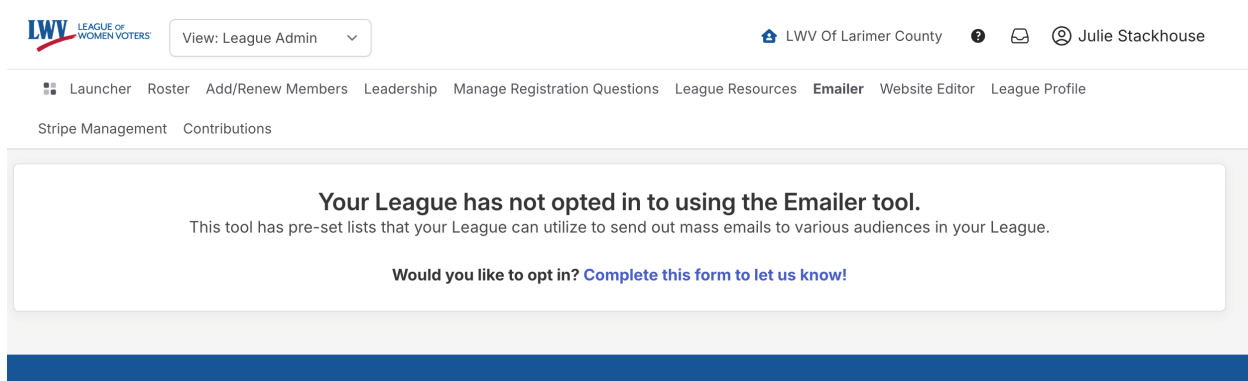 LWV LEAGUE OF WOMEN VOTERS®
View: League Admin
LWV Of Larimer County
?
Julie Stackhouse
Launcher Roster Add/Renew Members Leadership Manage Registration Questions League Resources Emailer Website Editor League Profile
Stripe Management Contributions
Your League has not opted in to using the Emailer tool.
This tool has pre-set lists that your League can utilize to send out mass emails to various audiences in your League.
Would you like to opt in? Complete this form to let us know!